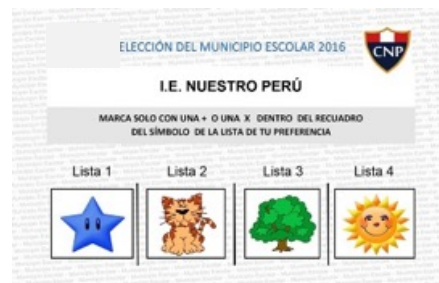 ELECCIÓN DEL MUNICIPIO ESCOLAR 2016
CNP
I.E. NUESTRO PERÚ
MARCA SOLO CON UNA + O UNA X DENTRO DEL RECUADRO
DEL SÍMBOLO DE LA LISTA DE TU PREFERENCIA
Lista 1 Lista 2 Lista 3 Lista 4